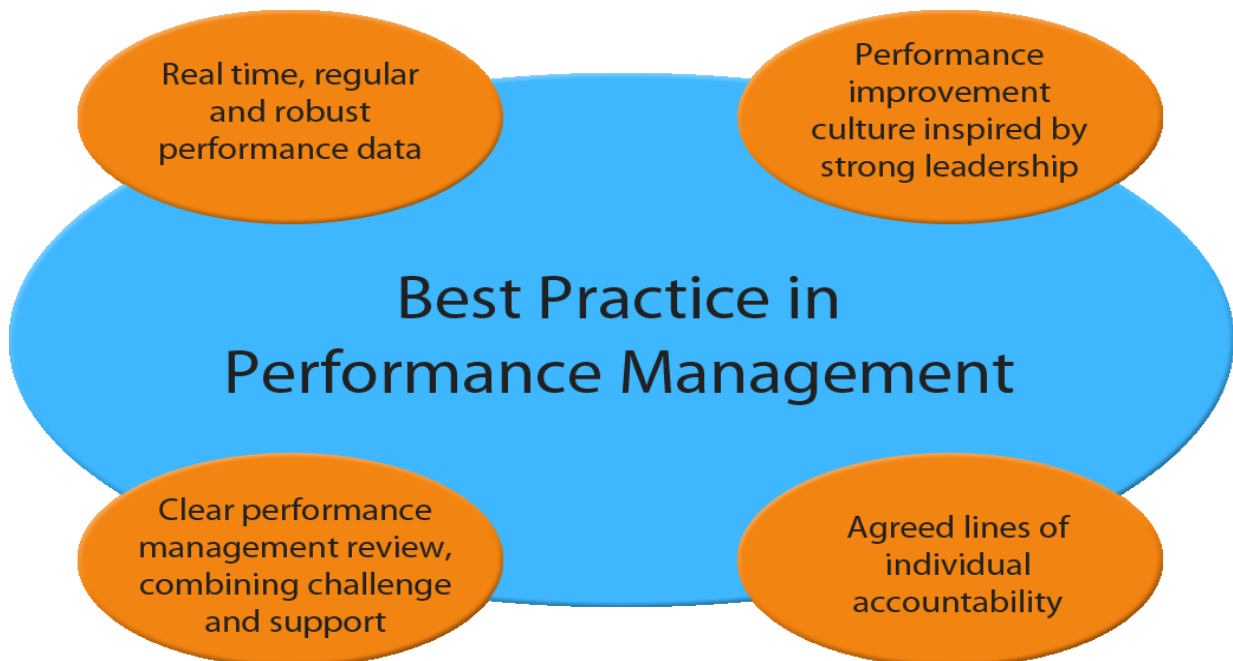 Real time, regular
and robust
performance data
Performance
improvement
culture inspired by
strong leadership
Best Practice in
Performance Management
Clear performance
management review,
combining challenge
and support
Agreed lines of
individual
accountability